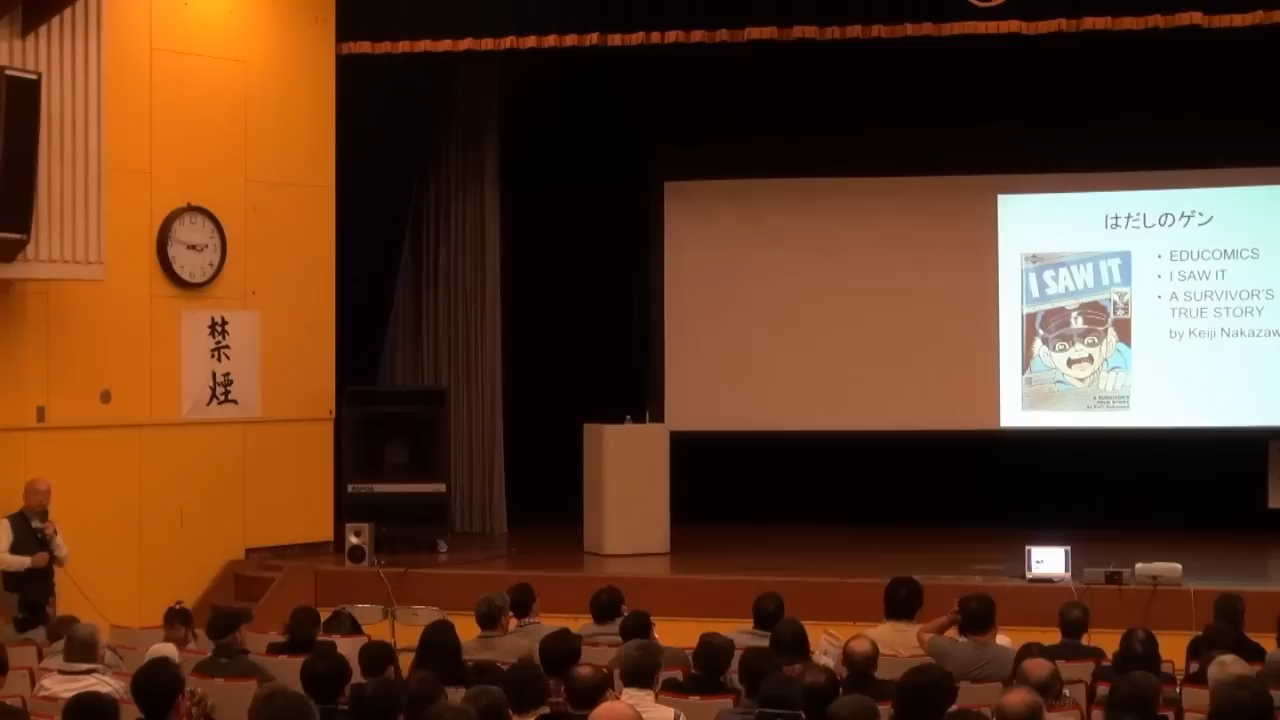 禁煙
はだしのゲン
I SAW IT
A SURVIVOR'S
TRUE STORY
• EDUCOMICS
• I SAW IT
• A SURVIVOR'S
TRUE STORY
by Keiji Nakazaw